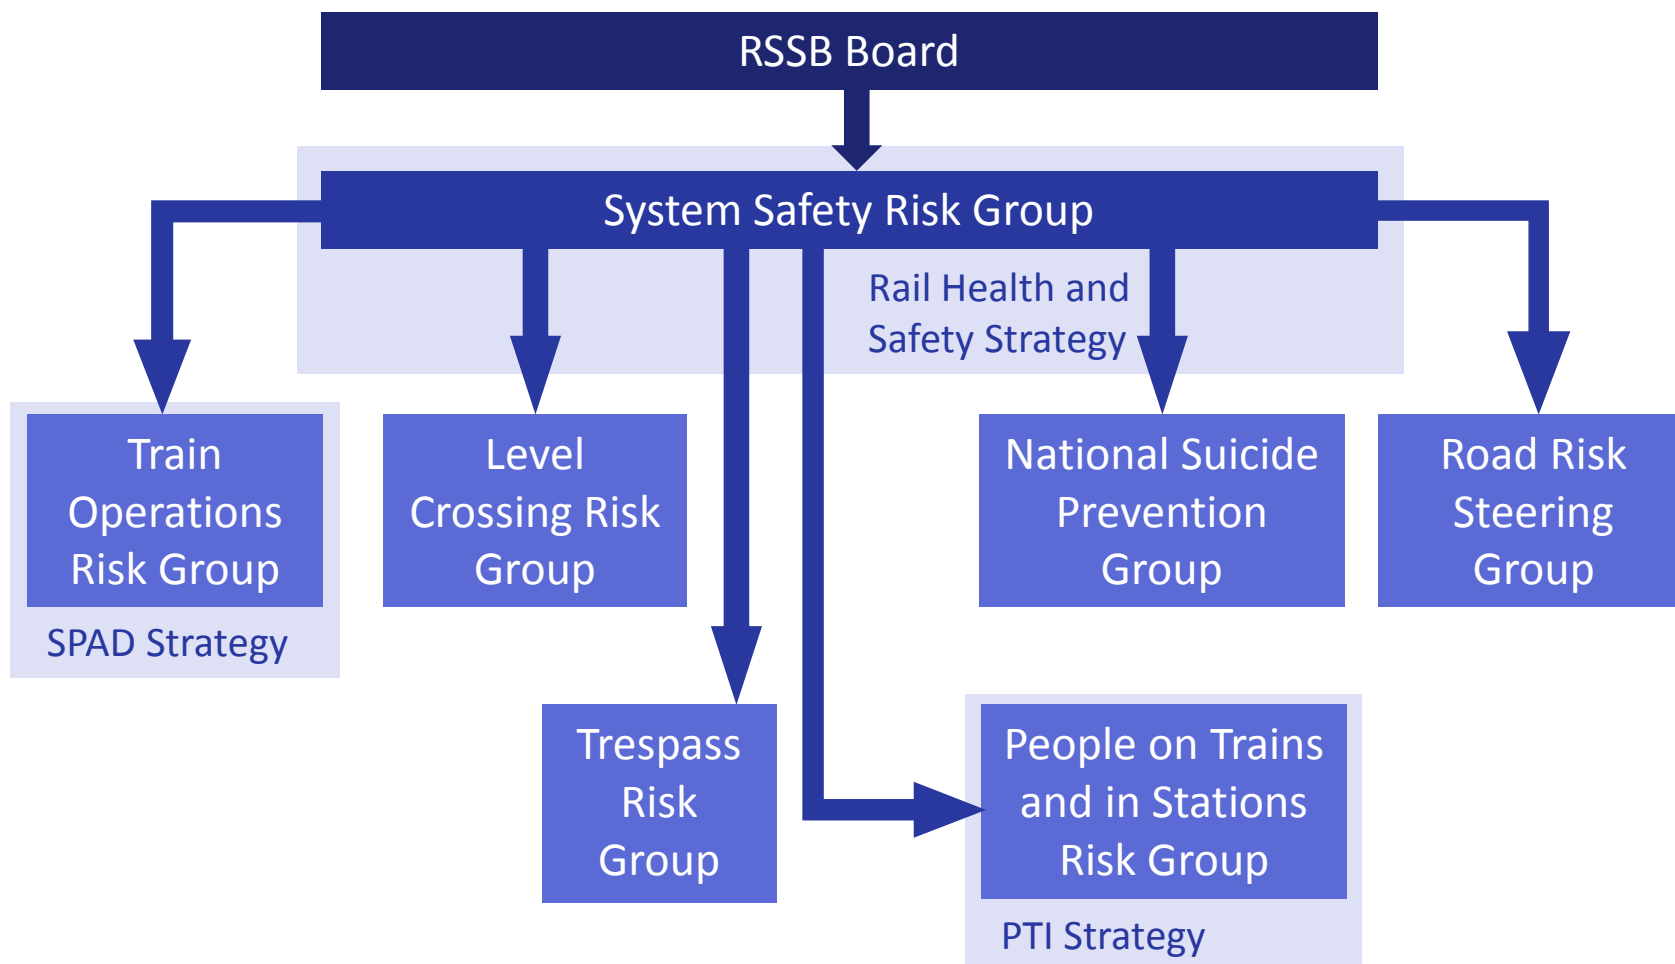 RSSB Board
System Safety Risk Group
Rail Health and
Safety Strategy
Train
Operations
Risk Group
SPAD Strategy
Level
Crossing Risk
Group
National Suicide
Prevention
Group
Road Risk
Steering
Group
Trespass
Risk
Group
People on Trains
and in Stations
Risk Group
PTI Strategy